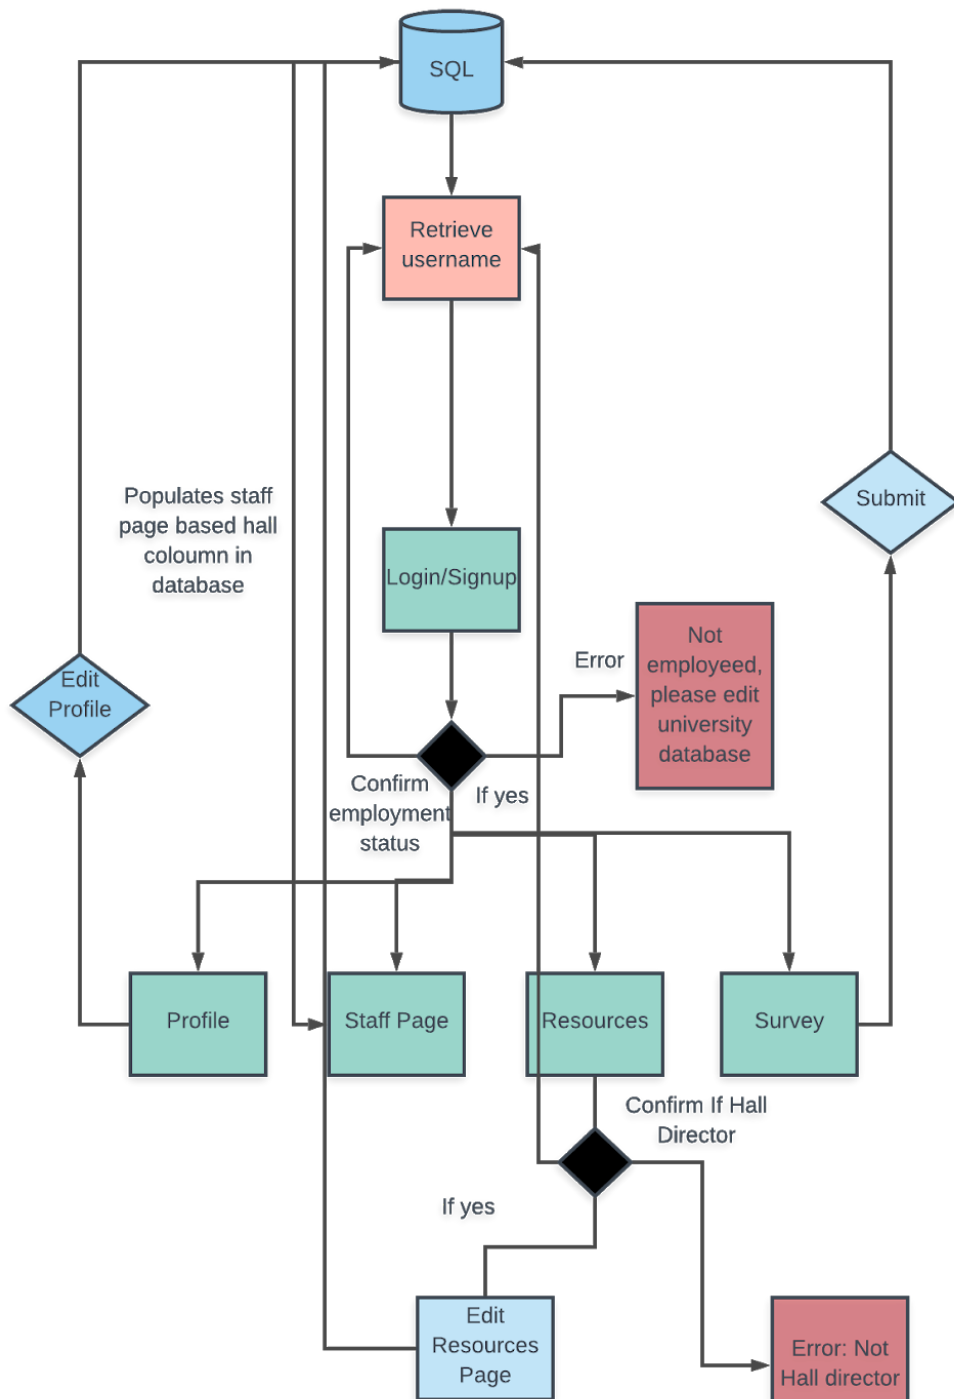 SQL
Retrieve
username
Populates staff
page based hall
coloumn in
database
Submit
Login/Signup
Not
employeed,
please edit
university
database
Error
Edit
Profile
Confirm
employment
status
If yes
Profile
Staff Page
Resources
Survey
Confirm If Hall
Director
If yes
Edit
Resources
Page
Error: Not
Hall director